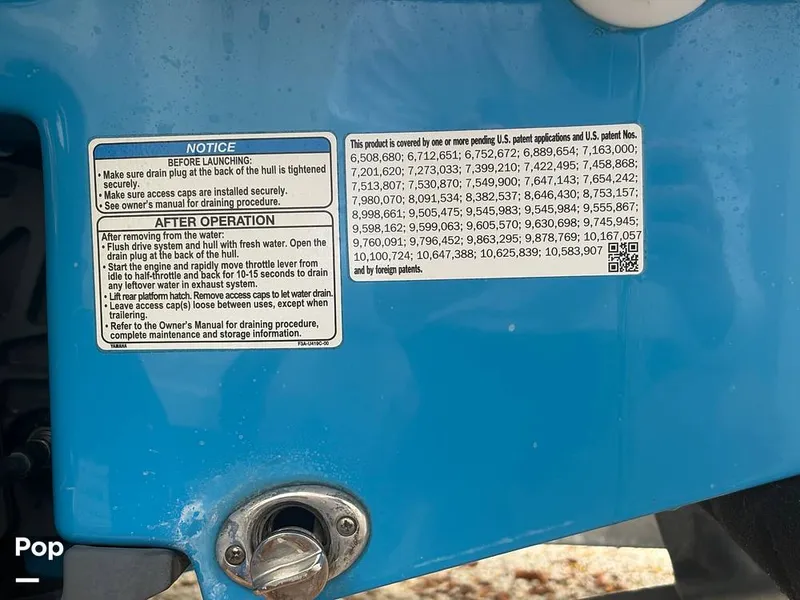 NOTICE
BEFORE LAUNCHING:
• Make sure drain plug at the back of the hull is tightened
securely.
• Make sure access caps are installed securely.
• See owner's manual for draining procedure.
AFTER OPERATION
After removing from the water:
• Flush drive system and hull with fresh water. Open the
drain plug at the back of the hull.
• Start the engine and rapidly move throttle lever from
idle to half-throttle and back for 10-15 seconds to drain
any leftover water in exhaust system.
• Lift rear platform hatch. Remove access caps to let water drain.
• Leave access cap(s) loose between uses, except when
trailering.
• Refer to the Owner's Manual for draining procedure,
complete maintenance and storage information.
YAMAHA F3A-U419C-00
This product is covered by one or more pending U.S. patent applications and U.S. patent Nos.
6,508,680; 6,712,651; 6,752,672; 6,889,654; 7,163,000;
7,201,620; 7,273,033; 7,399,210; 7,422,495; 7,458,868;
7,513,807; 7,530,870; 7,549,900; 7,647,143; 7,654,242;
7,980,070; 8,091,534; 8,382,537; 8,646,430; 8,753,157;
8,998,661; 9,505,475; 9,545,983; 9,545,984; 9,555,867;
9,598,162; 9,599,063; 9,605,570; 9,630,698; 9,745,945;
9,760,091; 9,796,452; 9,863,295; 9,878,769; 10,167,057
10,100,724; 10,647,388; 10,625,839; 10,583,907
and by foreign patents.
Pop